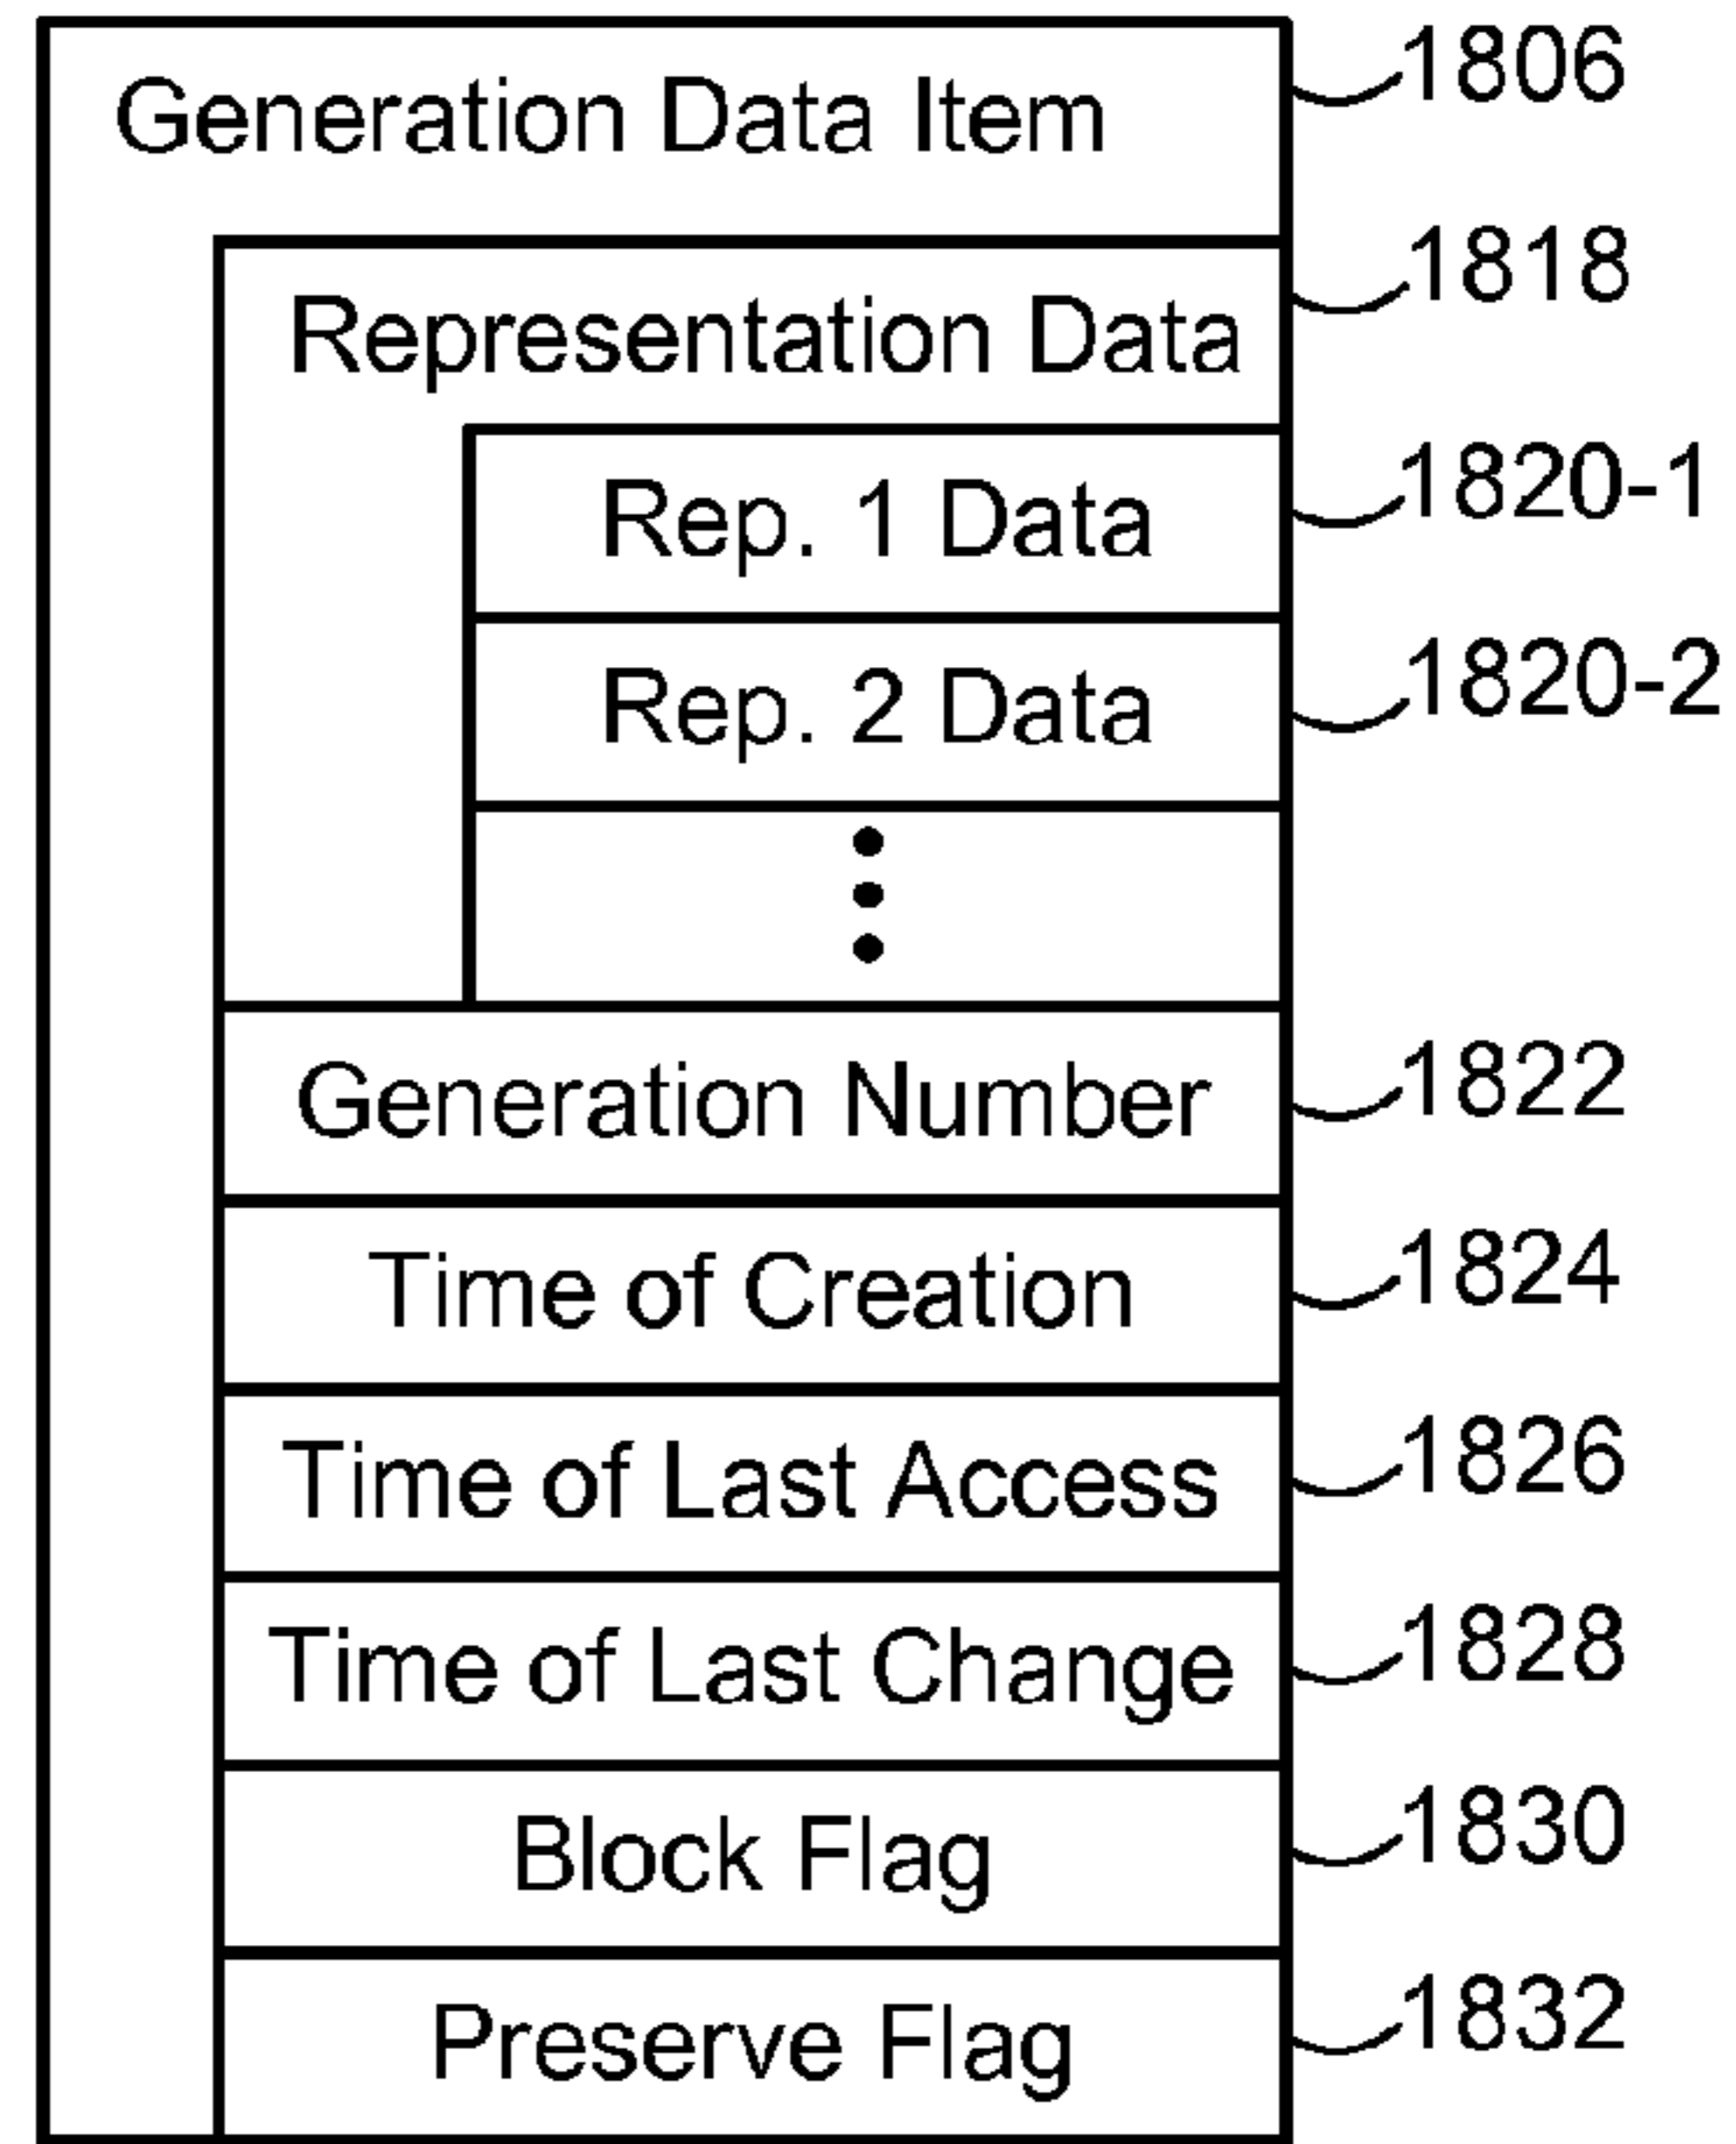 Generation Data Item 1806
Representation Data 1818
Rep. 1 Data 1820-1
Rep. 2 Data 1820-2
Generation Number 1822
Time of Creation 1824
Time of Last Access 1826
Time of Last Change 1828
Block Flag 1830
Preserve Flag 1832